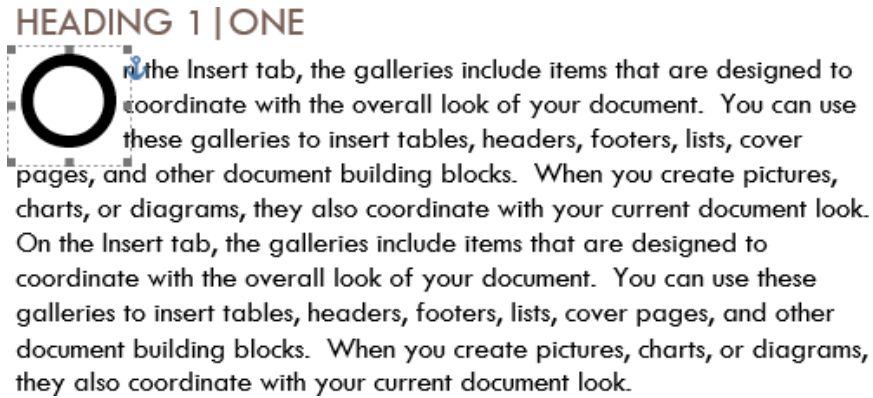 HEADING 1|ONE
On the Insert tab, the galleries include items that are designed to
coordinate with the overall look of your document. You can use
these galleries to insert tables, headers, footers, lists, cover
pages, and other document building blocks. When you create pictures,
charts, or diagrams, they also coordinate with your current document look.
On the Insert tab, the galleries include items that are designed to
coordinate with the overall look of your document. You can use these
galleries to insert tables, headers, footers, lists, cover pages, and other
document building blocks. When you create pictures, charts, or diagrams,
they also coordinate with your current document look.